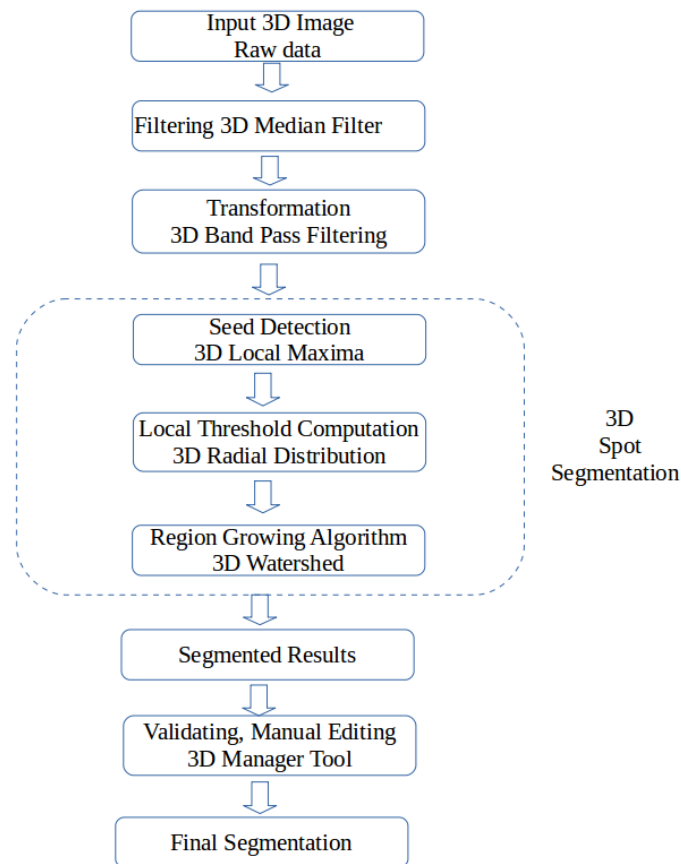 Input 3D Image
Raw data
Filtering 3D Median Filter
Transformation
3D Band Pass Filtering
Seed Detection
3D Local Maxima
Local Threshold Computation
3D Radial Distribution
Region Growing Algorithm
3D Watershed
3D
Spot
Segmentation
Segmented Results
Validating, Manual Editing
3D Manager Tool
Final Segmentation